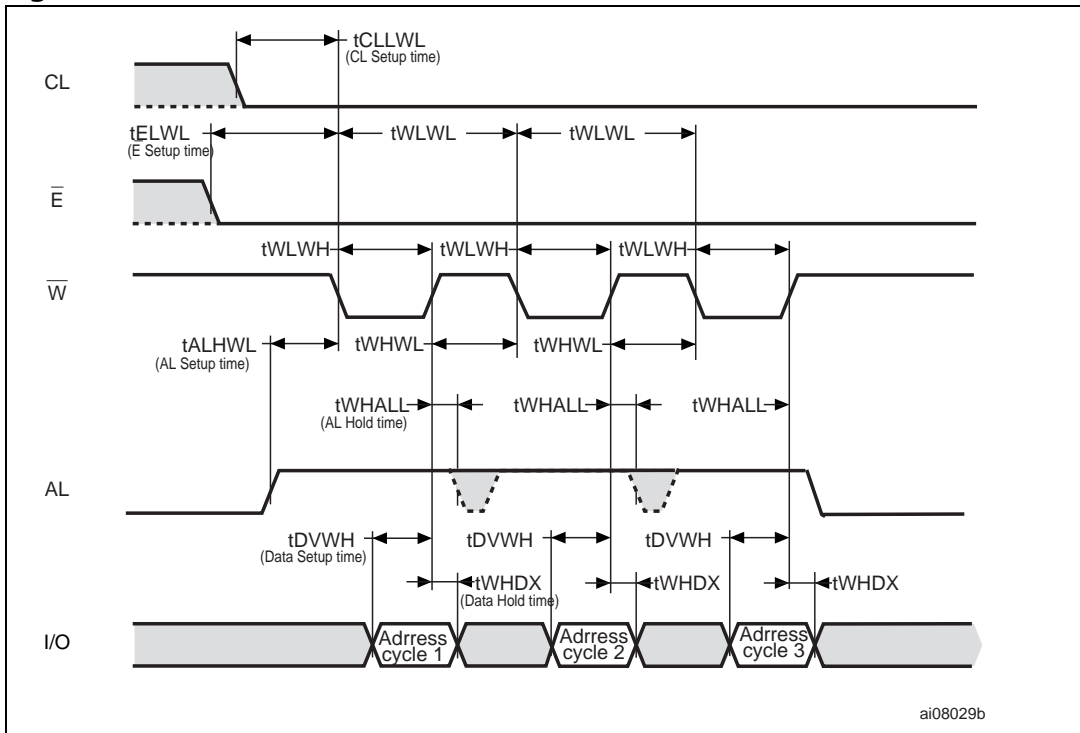 tCLLWL
(CL Setup time)
CL
tELWL
(E Setup time)
tWLWL
tWLWL
E
tWLWH
tWLWH
tWLWH
W
tALHWL
(AL Setup time)
tWHWL
tWHWL
tWHALL
(AL Hold time)
tWHALL
tWHALL
AL
tDVWH
(Data Setup time)
tDVWH
tDVWH
tWHDX
(Data Hold time)
tWHDX
tWHDX
I/O
Adrress
cycle 1
Adrress
cycle 2
Adrress
cycle 3
ai08029b